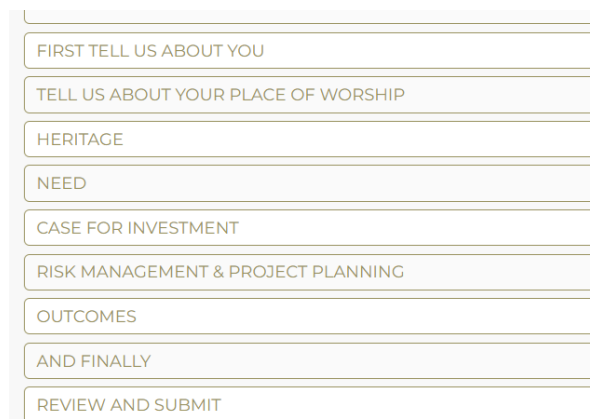 FIRST TELL US ABOUT YOU
TELL US ABOUT YOUR PLACE OF WORSHIP
HERITAGE
NEED
CASE FOR INVESTMENT
RISK MANAGEMENT & PROJECT PLANNING
OUTCOMES
AND FINALLY
REVIEW AND SUBMIT